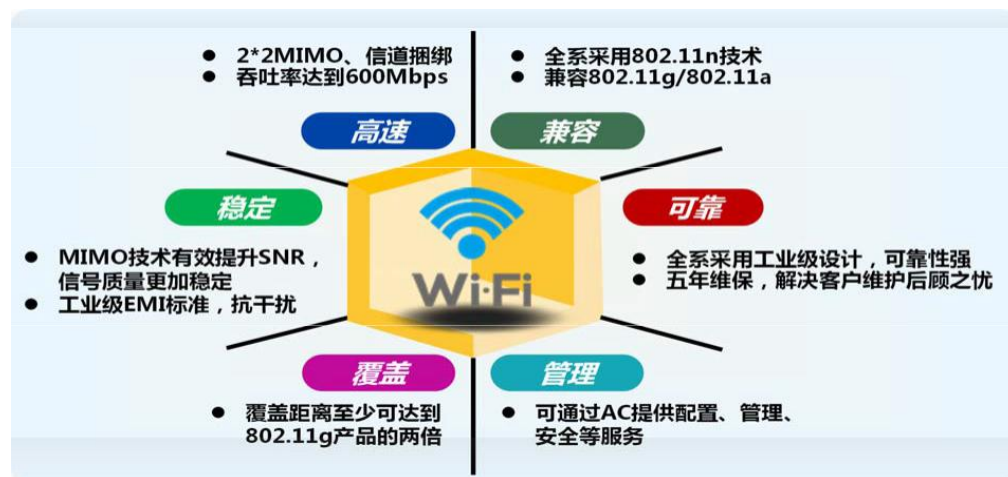 2*2MIMO、信道捆绑
吞吐率达到600Mbps
高速
全系采用802.11n技术
兼容802.11g/802.11a
兼容
稳定
MIMO技术有效提升SNR，
信号质量更加稳定
工业级EMI标准，抗干扰
Wi-Fi
可靠
全系采用工业级设计，可靠性强
五年维保，解决客户维护后顾之忧
覆盖
覆盖距离至少可达到
802.11g产品的两倍
管理
可通过AC提供配置、管理、
安全等服务